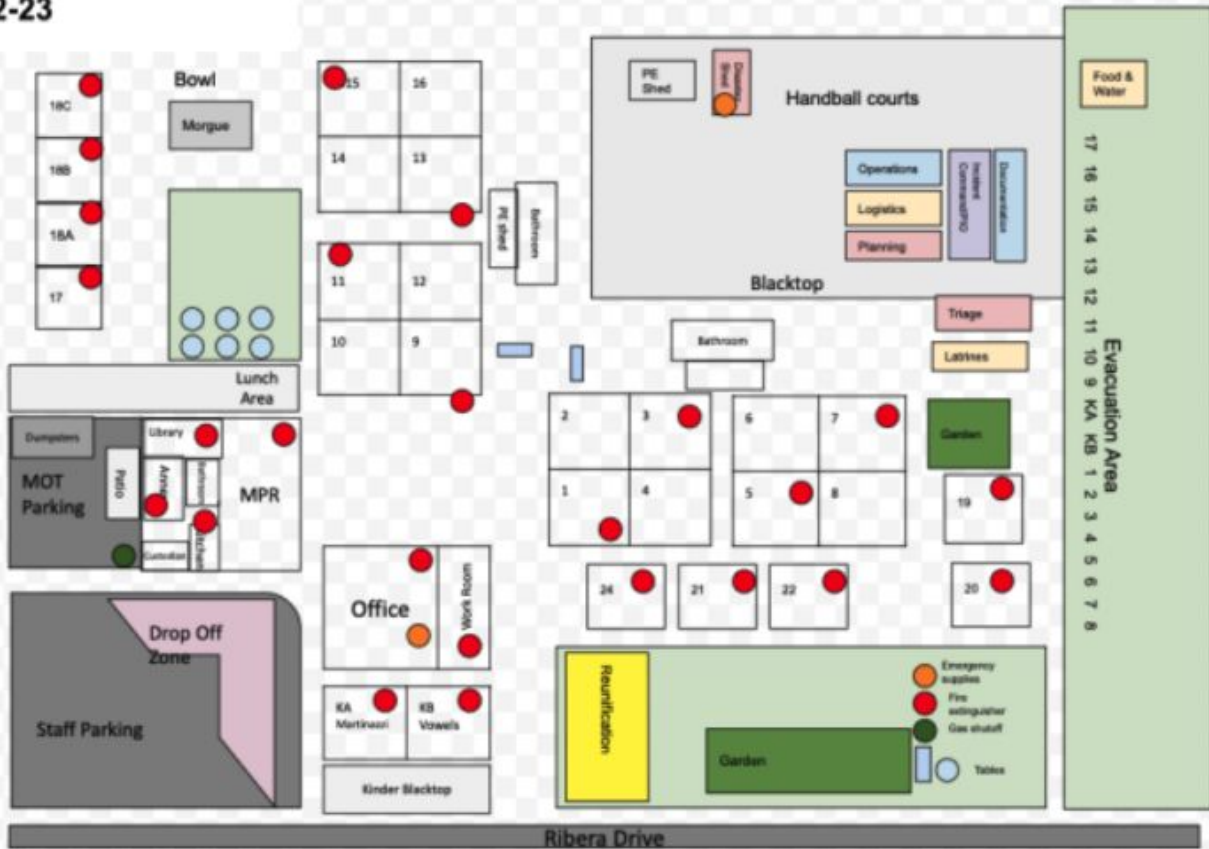 2-23
18C
18B
18A
17
Bowl
Morgue
15
16
14
13
11
12
10
9
PE shed
Bathroom
PE
Shed
Disaster
Shed
Handball courts
Operations
Logistics
Planning
Incident
Command/PIO
Documentation
Blacktop
Food &
Water
17
16
15
14
13
12
11
10
9
KA
KB
1
2
3
4
5
6
7
8
Evacuation Area
Triage
Latrines
Garden
19
20
Bathroom
2
3
1
4
6
7
5
8
24
21
22
Lunch
Area
Dumpsters
MOT
Parking
Patio
Library
Bathroom
Kitchen
Custodian
MPR
Office
Work Room
KA
Martinazzi
KB
Vowels
Kinder Blacktop
Drop Off
Zone
Staff Parking
Reunification
Garden
Emergency
supplies
Fire
extinguisher
Gas shutoff
Tables
Ribera Drive